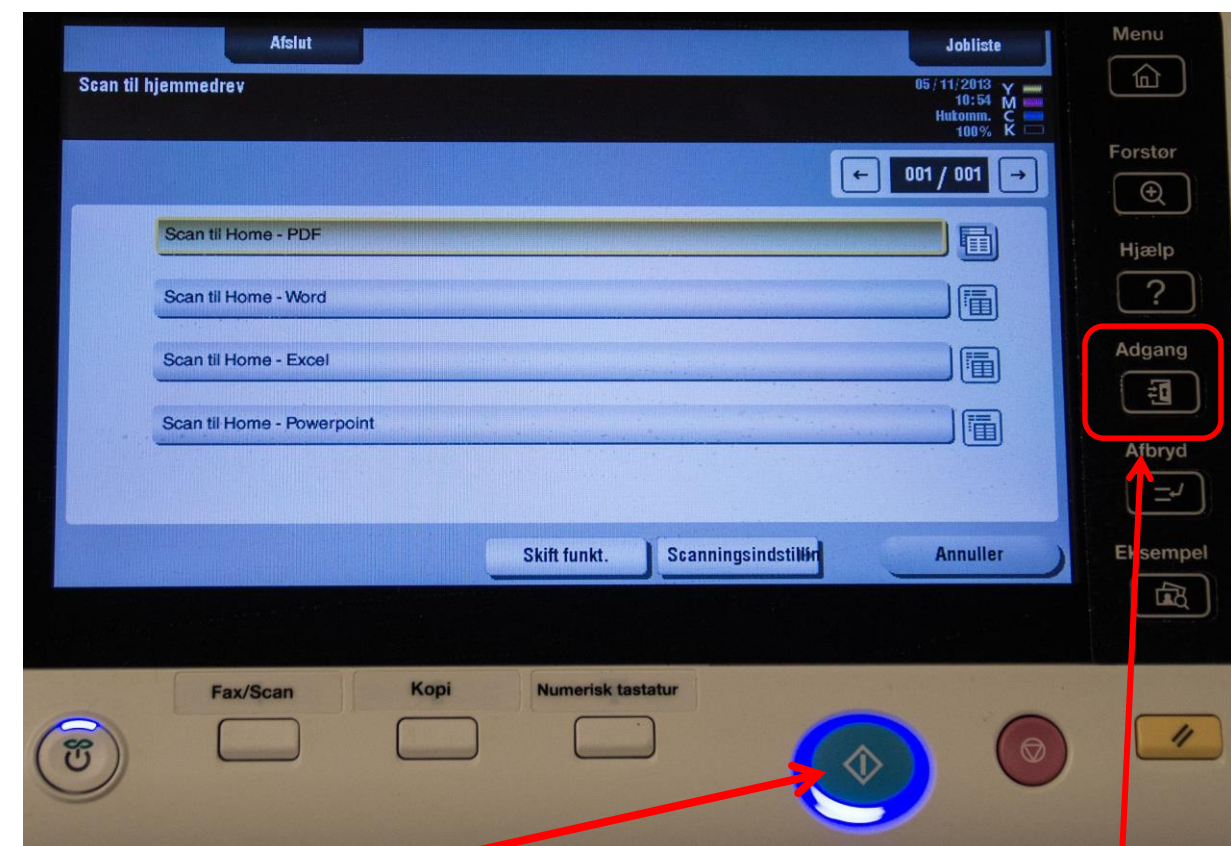 Afslut
Jobliste
Menu
Scan til hjemmedrev
05/11/2013
10:54
Hukomm.
100%
Y
M
C
K
Forstør
001 / 001
Scan til Home - PDF
Hjælp
?
Scan til Home - Word
Adgang
Scan til Home - Excel
Scan til Home - Powerpoint
Afbryd
Skift funkt.
Annuller
Eksempel
Fax/Scan
Kopi
Numerisk tastatur